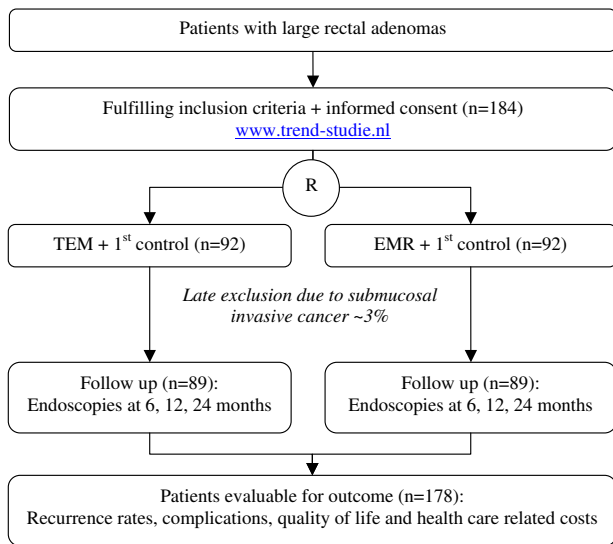 Patients with large rectal adenomas
Fulfilling inclusion criteria + informed consent (n=184)
www.trend-studie.nl
R
TEM + 1st control (n=92)
EMR + 1st control (n=92)
Late exclusion due to submucosal
invasive cancer ~3%
Follow up (n=89):
Endoscopies at 6, 12, 24 months
Follow up (n=89):
Endoscopies at 6, 12, 24 months
Patients evaluable for outcome (n=178):
Recurrence rates, complications, quality of life and health care related costs